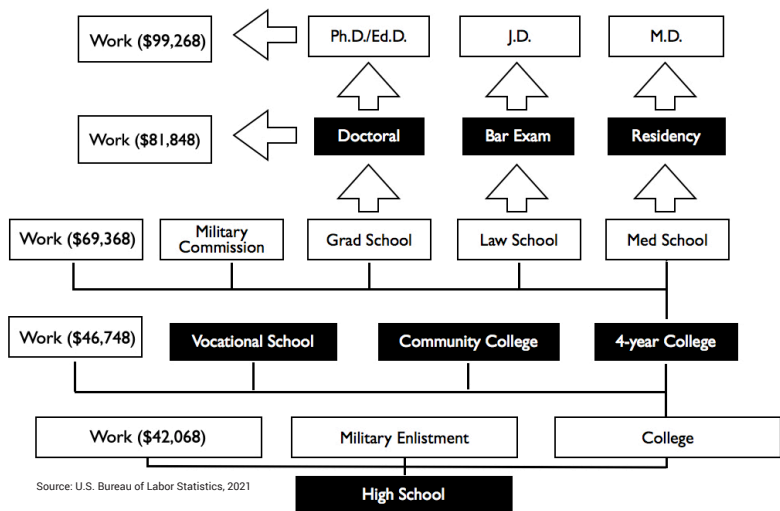 Work ($99,268)
Ph.D./Ed.D.
J.D.
M.D.
Work ($81,848)
Doctoral
Bar Exam
Residency
Work ($69,368)
Military
Commission
Grad School
Law School
Med School
Work ($46,748)
Vocational School
Community College
4-year College
Work ($42,068)
Military Enlistment
College
Source: U.S. Bureau of Labor Statistics, 2021
High School